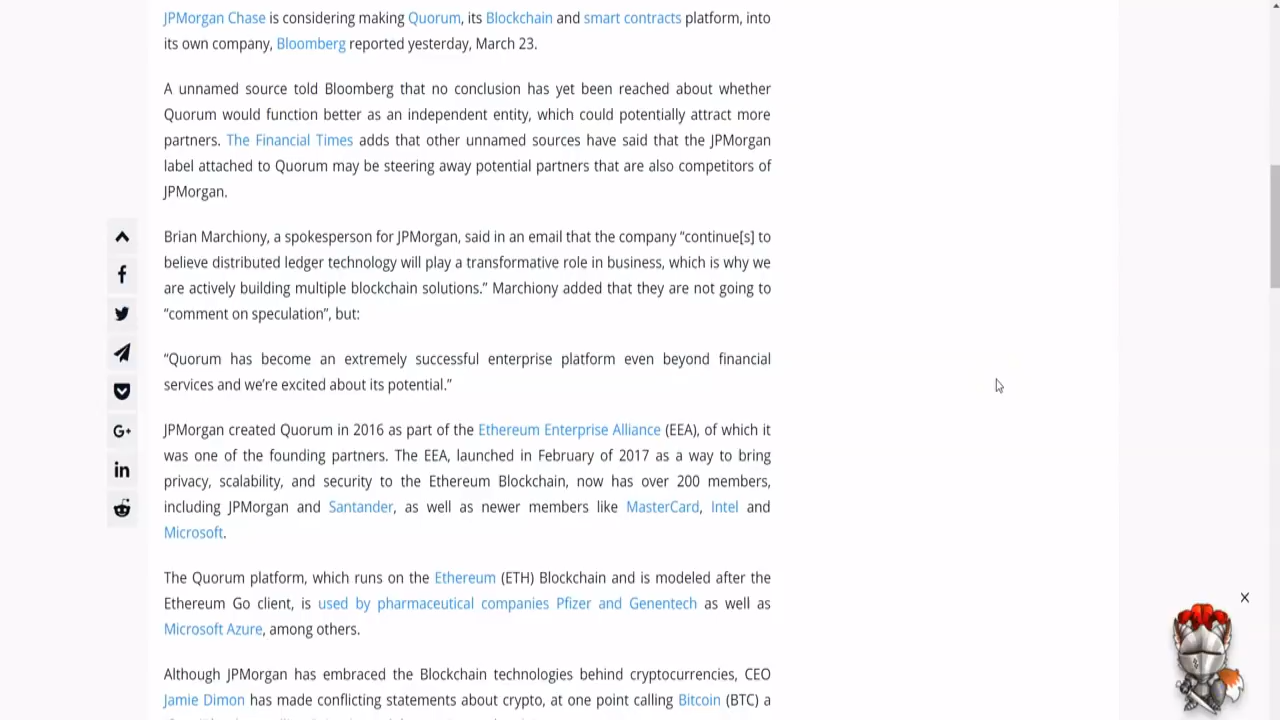 JPMorgan Chase is considering making Quorum, its Blockchain and smart contracts platform, into
its own company, Bloomberg reported yesterday, March 23.
A unnamed source told Bloomberg that no conclusion has yet been reached about whether
Quorum would function better as an independent entity, which could potentially attract more
partners. The Financial Times adds that other unnamed sources have said that the JPMorgan
label attached to Quorum may be steering away potential partners that are also competitors of
JPMorgan.
Brian Marchiony, a spokesperson for JPMorgan, said in an email that the company “continue[s] to
believe distributed ledger technology will play a transformative role in business, which is why we
are actively building multiple blockchain solutions.” Marchiony added that they are not going to
“comment on speculation”, but:
“Quorum has become an extremely successful enterprise platform even beyond financial
services and we’re excited about its potential.”
JPMorgan created Quorum in 2016 as part of the Ethereum Enterprise Alliance (EEA), of which it
was one of the founding partners. The EEA, launched in February of 2017 as a way to bring
privacy, scalability, and security to the Ethereum Blockchain, now has over 200 members,
including JPMorgan and Santander, as well as newer members like MasterCard, Intel and
Microsoft.
The Quorum platform, which runs on the Ethereum (ETH) Blockchain and is modeled after the
Ethereum Go client, is used by pharmaceutical companies Pfizer and Genentech as well as
Microsoft Azure, among others.
Although JPMorgan has embraced the Blockchain technologies behind cryptocurrencies, CEO
Jamie Dimon has made conflicting statements about crypto, at one point calling Bitcoin (BTC) a